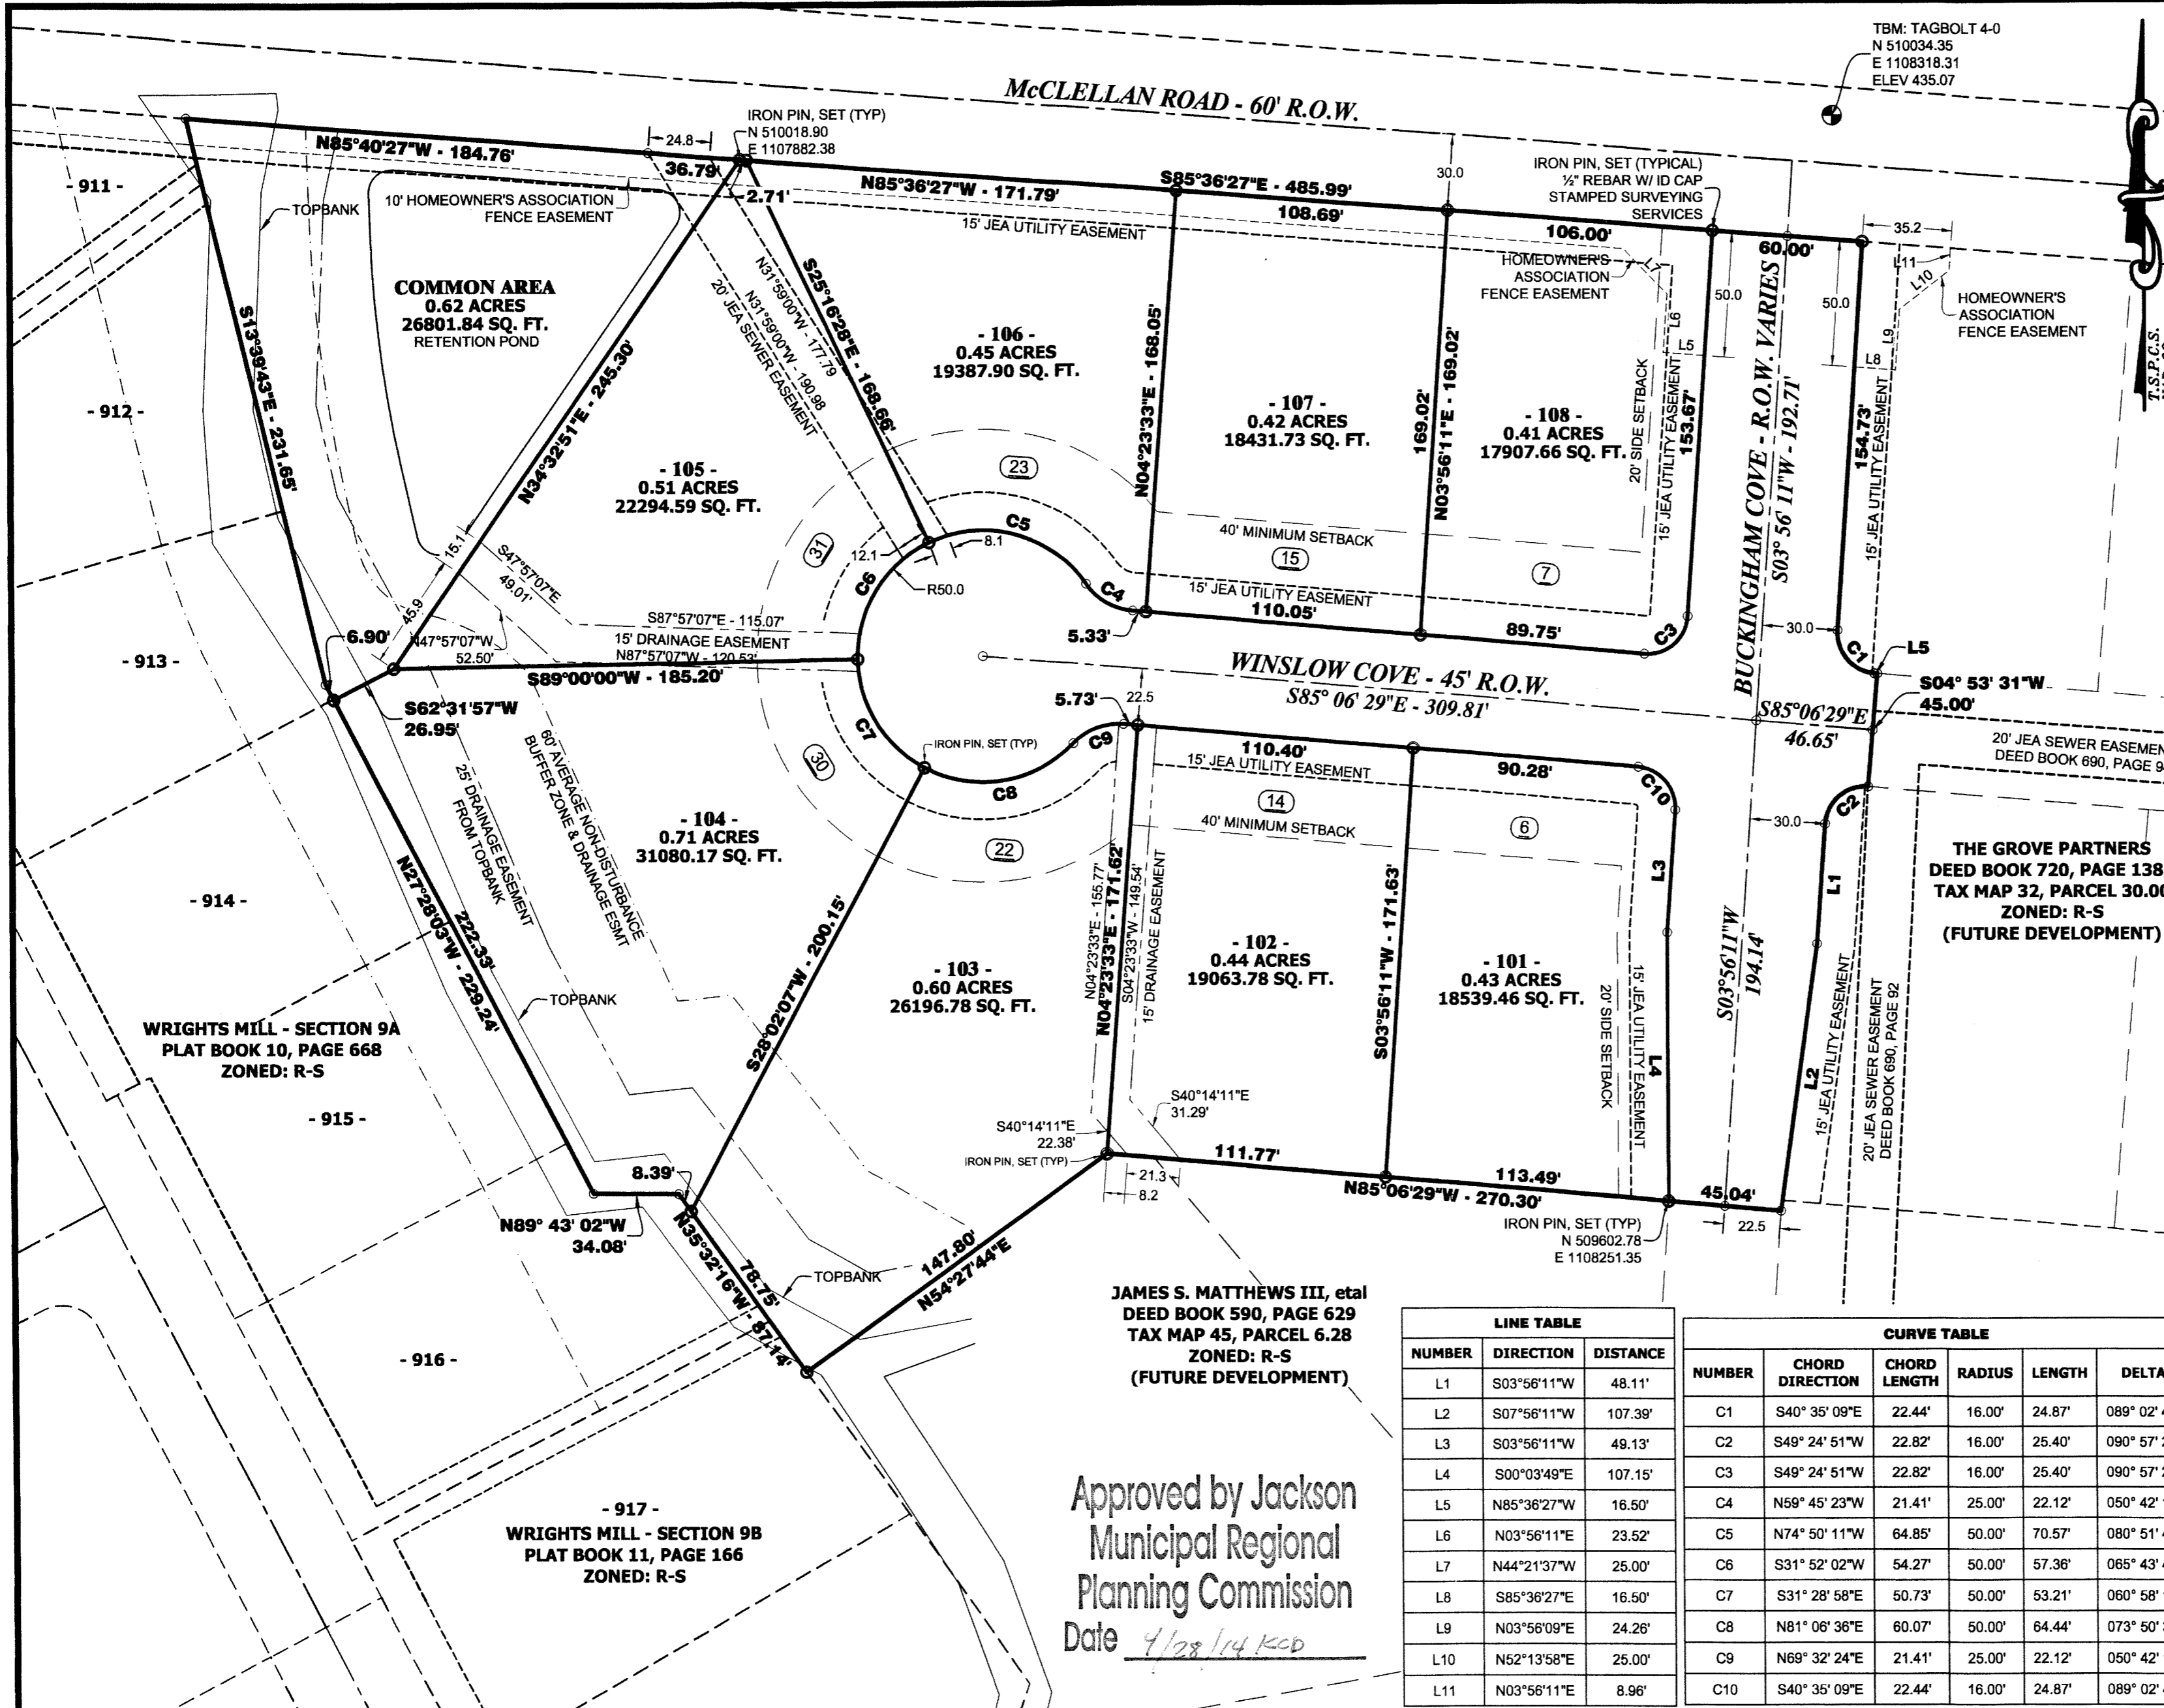 TBM: TAGBOLT 4-0
N 510034.35
E 1108318.31
ELEV 435.07
McCLELLAN ROAD - 60' R.O.W.
IRON PIN, SET (TYP)
N 510018.90
E 1107882.38
24.8
N85°40'27"W - 184.76'
36.79'
2.71'
N85°36'27"W - 171.79'
S85°36'27"E - 485.99'
108.69'
30.0
IRON PIN, SET (TYPICAL)
½" REBAR W/ ID CAP
STAMPED SURVEYING
SERVICES
106.00'
60.00'
35.2
L11
L10
- 911 -
TOPBANK
10' HOMEOWNER'S ASSOCIATION
FENCE EASEMENT
15' JEA UTILITY EASEMENT
HOMEOWNER'S
ASSOCIATION
FENCE EASEMENT
L7
L6
L5
50.0
50.0
L9
L8
HOMEOWNER'S
ASSOCIATION
FENCE EASEMENT
T.S.P.C.S.
COMMON AREA
0.62 ACRES
26801.84 SQ. FT.
RETENTION POND
S13°39'43"E - 231.65'
N34°32'51"E - 245.30'
S25°16'28"E - 168.66'
N31°59'00"W - 177.79
N31°59'00"W - 190.98
20' JEA SEWER EASEMENT
- 106 -
0.45 ACRES
19387.90 SQ. FT.
N04°23'33"E - 168.05'
- 107 -
0.42 ACRES
18431.73 SQ. FT.
169.02'
N03°56'11"E - 169.02'
- 108 -
0.41 ACRES
17907.66 SQ. FT.
20' SIDE SETBACK
15' JEA UTILITY EASEMENT
153.67'
BUCKINGHAM COVE - R.O.W. VARIES
S03° 56' 11"W - 192.71'
154.73'
15' JEA UTILITY EASEMENT
- 912 -
- 105 -
0.51 ACRES
22294.59 SQ. FT.
23
31
C5
C6
12.1
8.1
R50.0
C4
40' MINIMUM SETBACK
15
7
15' JEA UTILITY EASEMENT
110.05'
5.33'
89.75'
C3
30.0
C1
L5
15.1
45.9
S47°57'07"E
49.01'
S87°57'07"E - 115.07'
15' DRAINAGE EASEMENT
N87°57'07"W - 120.53'
N47°57'07"W
52.50'
6.90'
- 913 -
S89°00'00"W - 185.20'
S62°31'57"W
26.95'
WINSLOW COVE - 45' R.O.W.
S85° 06' 29"E - 309.81'
S04° 53' 31"W
45.00'
S85°06'29"E
46.65'
20' JEA SEWER EASEMEN
DEED BOOK 690, PAGE 9
5.73'
22.5
C7
IRON PIN, SET (TYP)
C9
C8
30
22
110.40'
15' JEA UTILITY EASEMENT
90.28'
C10
14
40' MINIMUM SETBACK
6
30.0
C2
60' AVERAGE NON-DISTURBANCE
BUFFER ZONE & DRAINAGE ESMT
25' DRAINAGE EASEMENT
FROM TOPBANK
- 104 -
0.71 ACRES
31080.17 SQ. FT.
- 914 -
N27°28'03"W - 229.24'
222.33'
S28°02'07"W - 200.15'
- 103 -
0.60 ACRES
26196.78 SQ. FT.
N04°23'33"E - 155.77'
N04°23'33"E - 171.62'
S04°23'33"W - 149.54'
15' DRAINAGE EASEMENT
- 102 -
0.44 ACRES
19063.78 SQ. FT.
S03°56'11"W - 171.63'
- 101 -
0.43 ACRES
18539.46 SQ. FT.
L3
L4
20' SIDE SETBACK
15' JEA UTILITY EASEMENT
S03°56'11"W
194.14'
L1
L2
15' JEA UTILITY EASEMENT
20' JEA SEWER EASEMENT
DEED BOOK 690, PAGE 92
THE GROVE PARTNERS
DEED BOOK 720, PAGE 138
TAX MAP 32, PARCEL 30.00
ZONED: R-S
(FUTURE DEVELOPMENT)
TOPBANK
WRIGHTS MILL - SECTION 9A
PLAT BOOK 10, PAGE 668
ZONED: R-S
- 915 -
S40°14'11"E
31.29'
S40°14'11"E
22.38'
IRON PIN, SET (TYP)
111.77'
21.3
8.2
N85°06'29"W - 270.30'
113.49'
45.04'
22.5
IRON PIN, SET (TYP)
N 509602.78
E 1108251.35
8.39'
N89° 43' 02"W
34.08'
N35°32'16"W - 87.14'
78.75'
TOPBANK
147.80'
N54°27'44"E
- 916 -
JAMES S. MATTHEWS III, etal
DEED BOOK 590, PAGE 629
TAX MAP 45, PARCEL 6.28
ZONED: R-S
(FUTURE DEVELOPMENT)
- 917 -
WRIGHTS MILL - SECTION 9B
PLAT BOOK 11, PAGE 166
ZONED: R-S
Approved by Jackson
Municipal Regional
Planning Commission
Date 4/28/14 KCD
LINE TABLE
NUMBER DIRECTION DISTANCE
L1 S03°56'11"W 48.11'
L2 S07°56'11"W 107.39'
L3 S03°56'11"W 49.13'
L4 S00°03'49"E 107.15'
L5 N85°36'27"W 16.50'
L6 N03°56'11"E 23.52'
L7 N44°21'37"W 25.00'
L8 S85°36'27"E 16.50'
L9 N03°56'09"E 24.26'
L10 N52°13'58"E 25.00'
L11 N03°56'11"E 8.96'
CURVE TABLE
NUMBER CHORD DIRECTION CHORD LENGTH RADIUS LENGTH DELTA
C1 S40° 35' 09"E 22.44' 16.00' 24.87' 089° 02'
C2 S49° 24' 51"W 22.82' 16.00' 25.40' 090° 57'
C3 S49° 24' 51"W 22.82' 16.00' 25.40' 090° 57'
C4 N59° 45' 23"W 21.41' 25.00' 22.12' 050° 42'
C5 N74° 50' 11"W 64.85' 50.00' 70.57' 080° 51'
C6 S31° 52' 02"W 54.27' 50.00' 57.36' 065° 43'
C7 S31° 28' 58"E 50.73' 50.00' 53.21' 060° 58'
C8 N81° 06' 36"E 60.07' 50.00' 64.44' 073° 50'
C9 N69° 32' 24"E 21.41' 25.00' 22.12' 050° 42'
C10 S40° 35' 09"E 22.44' 16.00' 24.87' 089° 02'